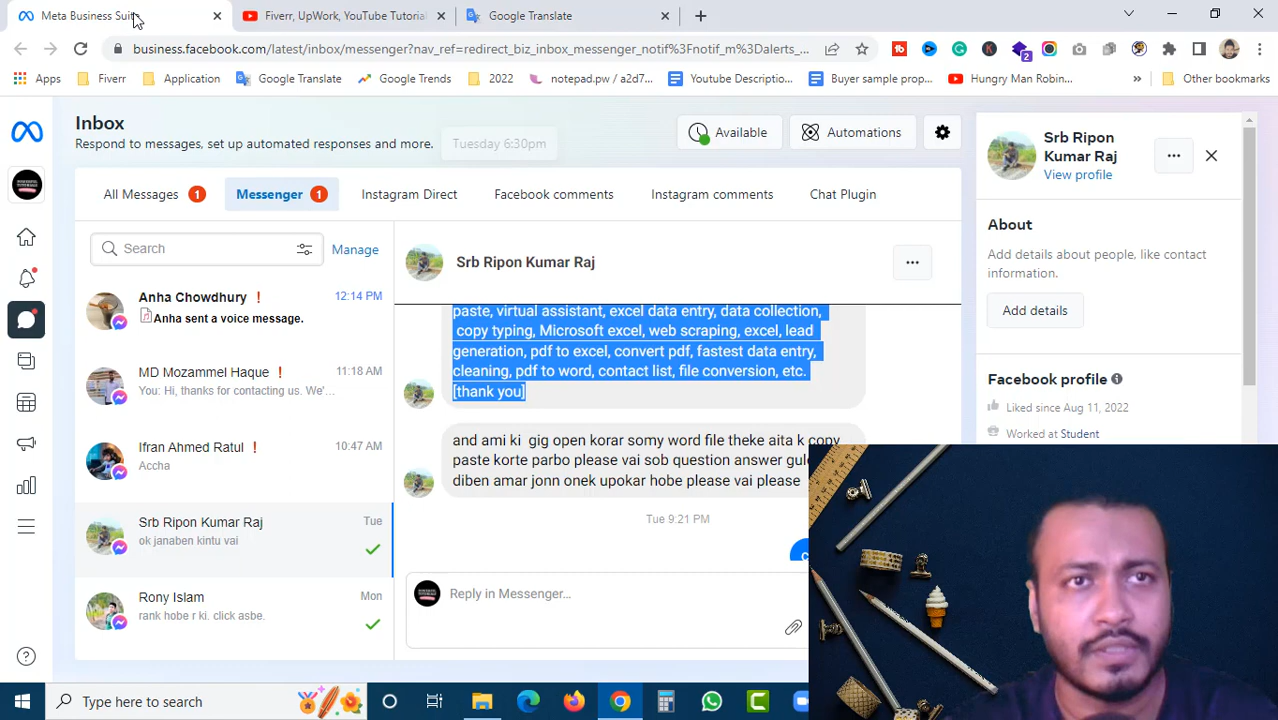 Meta Business Suit
Fiverr, UpWork, YouTube Tutoria
Google Translate
business.facebook.com/latest/inbox/messenger?nav_ref=redirect_biz_inbox_messenger_notif%3Fnotif_m%3Dalerts_...
2
Apps
Fiverr
Application
Google Translate
Google Trends
2022
notepad.pw / a2d7...
Youtube Descriptio...
Buyer sample prop...
Hungry Man Robin...
»
Other bookmarks
Inbox
Respond to messages, set up automated responses and more.
Tuesday 6:30pm
Available
Automations
All Messages 1
Messenger 1
Instagram Direct
Facebook comments
Instagram comments
Chat Plugin
Search
Manage
Anha Chowdhury ❗
12:14 PM
Anha sent a voice message.
MD Mozammel Haque ❗
11:18 AM
You: Hi, thanks for contacting us. We'...
Ifran Ahmed Ratul ❗
10:47 AM
Accha
Srb Ripon Kumar Raj
Tue
ok janaben kintu vai
Rony Islam
Mon
rank hobe r ki. click asbe.
Srb Ripon Kumar Raj
paste, virtual assistant, excel data entry, data collection,
copy typing, Microsoft excel, web scraping, excel, lead
generation, pdf to excel, convert pdf, fastest data entry,
cleaning, pdf to word, contact list, file conversion, etc.
[thank you]
and ami ki gig open korar somy word file theke aita k copy
paste korte parbo please vai sob question answer gul
diben amar jonn onek upokar hobe please vai please
Tue 9:21 PM
Reply in Messenger...
Srb Ripon
Kumar Raj
View profile
About
Add details about people, like contact
information.
Add details
Facebook profile
Liked since Aug 11, 2022
Worked at Student
Type here to search